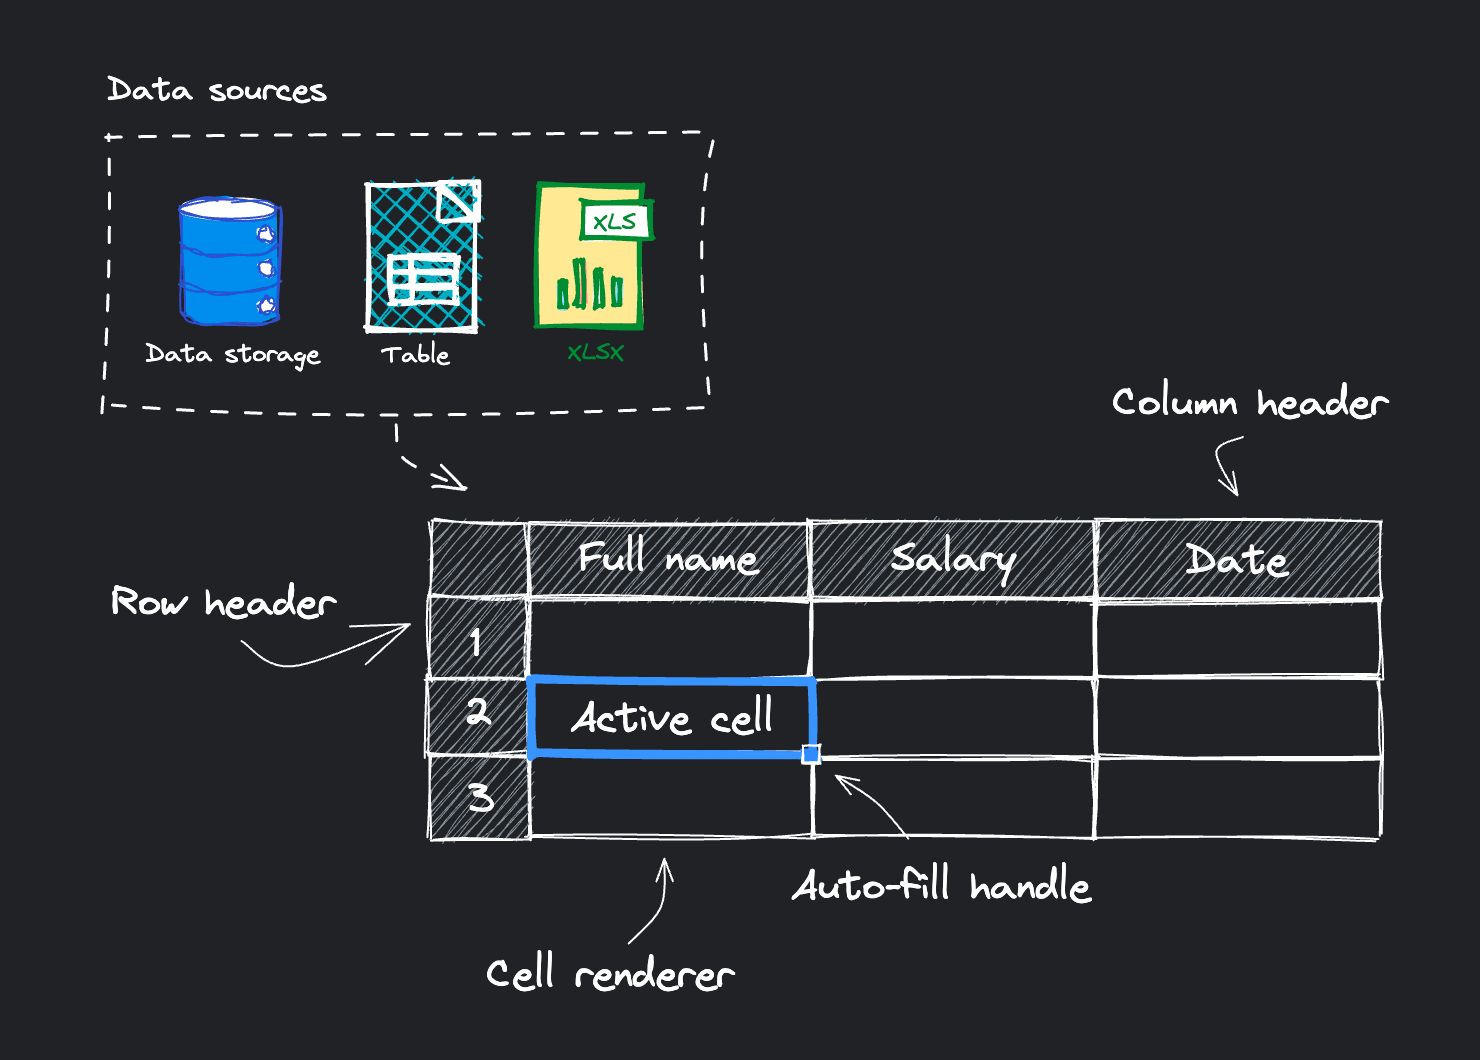 Data sources
XLS
Data storage
Table
XLSX
Column header
Full name
Salary
Date
Row header
1
2
Active cell
3
Auto-fill handle
Cell renderer